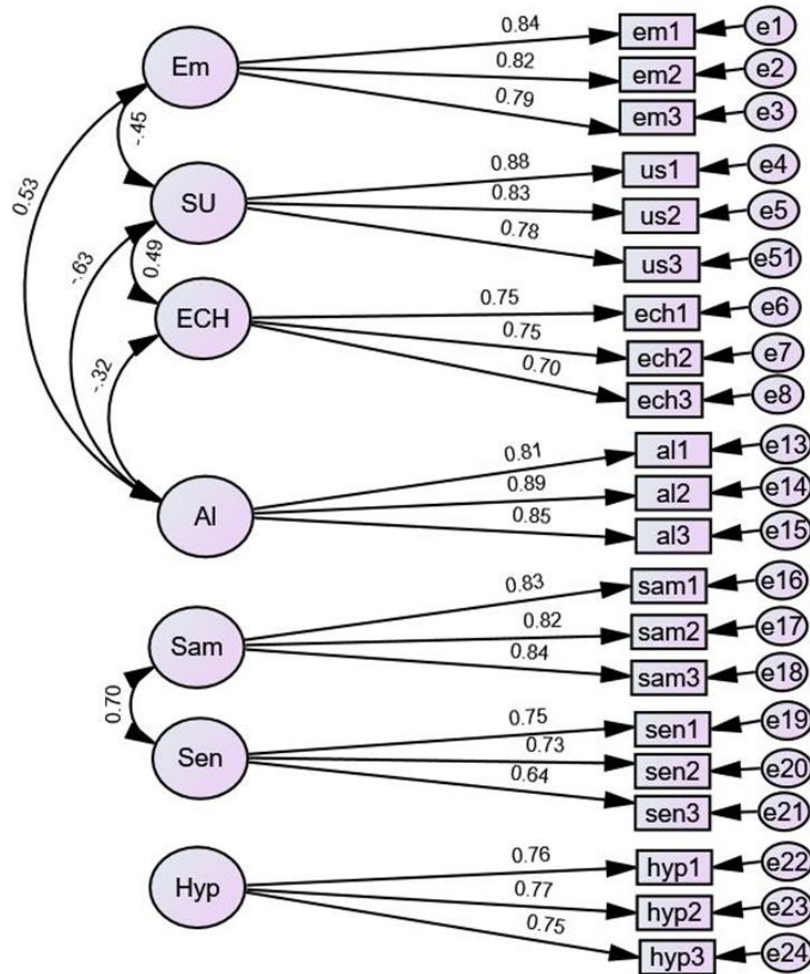 0.84
em1
e1
Em
0.82
em2
e2
0.79
em3
e3
-.45
0.53
0.88
us1
e4
SU
0.83
us2
e5
0.78
us3
e51
-.63
0.49
ECH
0.75
ech1
e6
0.75
ech2
e7
0.70
ech3
e8
-.32
0.81
al1
e13
Al
0.89
al2
e14
0.85
al3
e15
0.83
sam1
e16
Sam
0.82
sam2
e17
0.84
sam3
e18
0.70
0.75
sen1
e19
Sen
0.73
sen2
e20
0.64
sen3
e21
0.76
hyp1
e22
Hyp
0.77
hyp2
e23
0.75
hyp3
e24